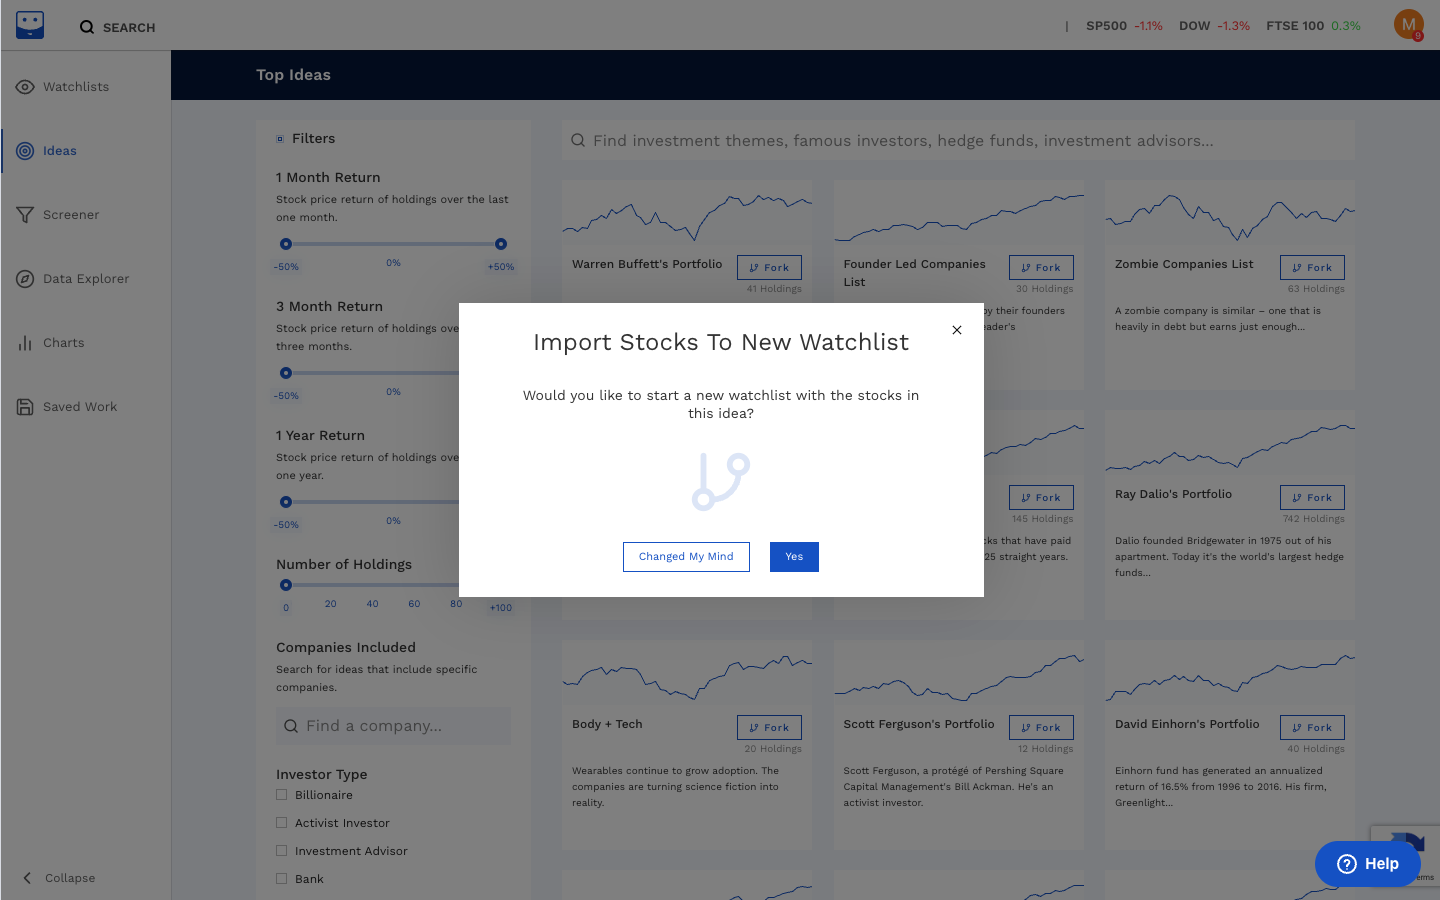 SEARCH
| SP500 -1.1% DOW -1.3% FTSE 100 0.3%
M
9
Watchlists
Ideas
Screener
Data Explorer
Charts
Saved Work
Collapse
Top Ideas
Filters
1 Month Return
Stock price return of holdings over the last
one month.
-50% 0% +50%
3 Month Return
Stock price return of holdings ove
three months.
-50% 0%
1 Year Return
Stock price return of holdings ove
one year.
-50% 0%
Number of Holdings
0 20 40 60 80 +100
Companies Included
Search for ideas that include specific
companies.
Find a company...
Investor Type
Billionaire
Activist Investor
Investment Advisor
Bank
Find investment themes, famous investors, hedge funds, investment advisors...
Warren Buffett's Portfolio
Fork
41 Holdings
Founder Led Companies
List
Fork
30 Holdings
by their founders
eader's
Zombie Companies List
Fork
63 Holdings
A zombie company is similar – one that is
heavily in debt but earns just enough...
Import Stocks To New Watchlist
Would you like to start a new watchlist with the stocks in
this idea?
Changed My Mind
Yes
Fork
145 Holdings
cks that have paid
25 straight years.
Ray Dalio's Portfolio
Fork
742 Holdings
Dalio founded Bridgewater in 1975 out of his
apartment. Today it's the world's largest hedge
funds...
Body + Tech
Fork
20 Holdings
Wearables continue to grow adoption. The
companies are turning science fiction into
reality.
Scott Ferguson's Portfolio
Fork
12 Holdings
Scott Ferguson, a protégé of Pershing Square
Capital Management's Bill Ackman. He's an
activist investor.
David Einhorn's Portfolio
Fork
40 Holdings
Einhorn fund has generated an annualized
return of 16.5% from 1996 to 2016. His firm,
Greenlight...
Help
erms